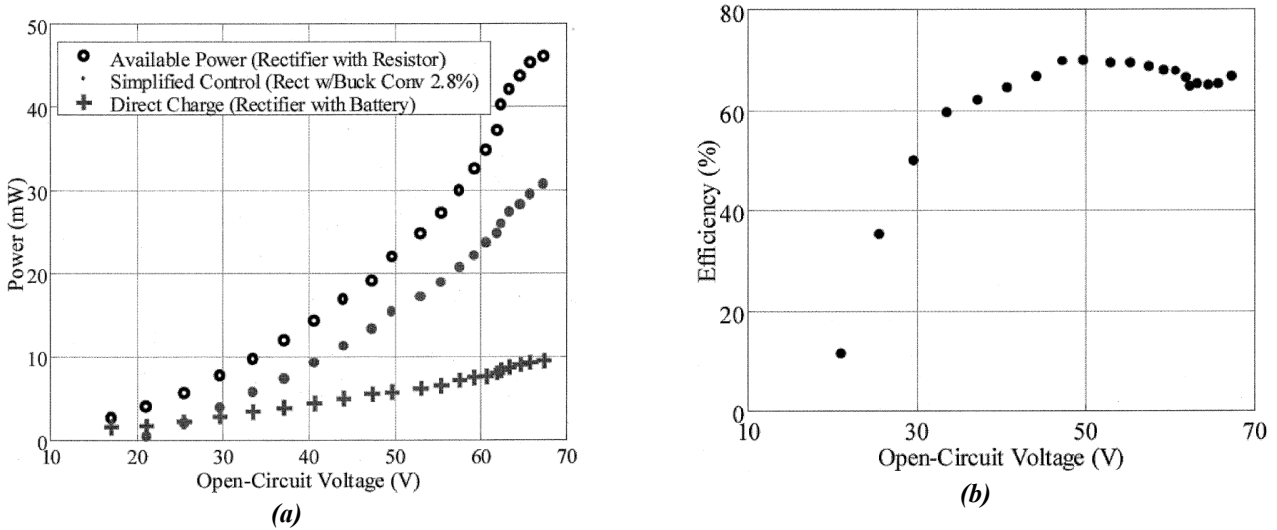 50
40
30
20
10
0
Power (mW)
Available Power (Rectifier with Resistor)
Simplified Control (Rect w/Buck Conv 2.8%)
Direct Charge (Rectifier with Battery)
10 20 30 40 50 60 70
Open-Circuit Voltage (V)
(a)
80
60
40
20
0
Efficiency (%)
10 30 50 70
Open-Circuit Voltage (V)
(b)